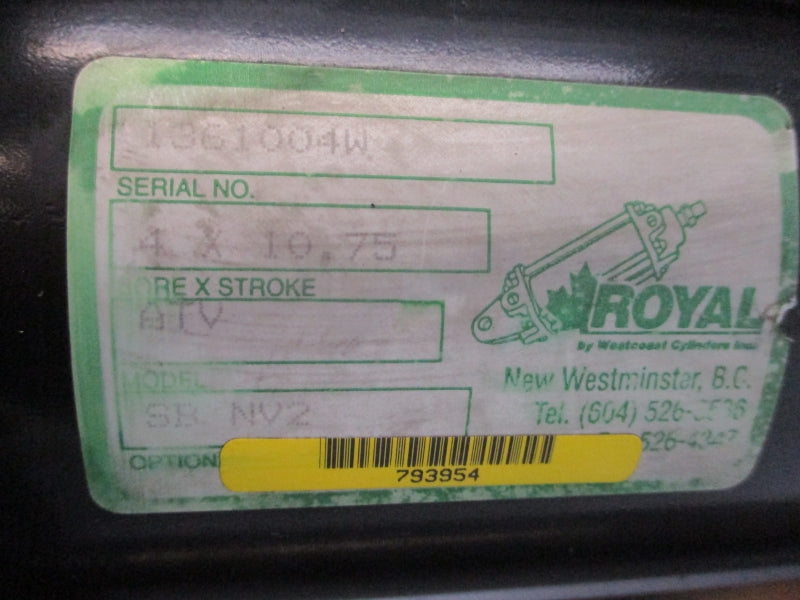 1361004W
SERIAL NO.
4 X 10.75
ORE X STROKE
ATV
MODEL
SB NV2
OPTION
ROYAL
by Westcoast Cylinders Inc.
New Westminster, B.C.
Tel. (604)
793954